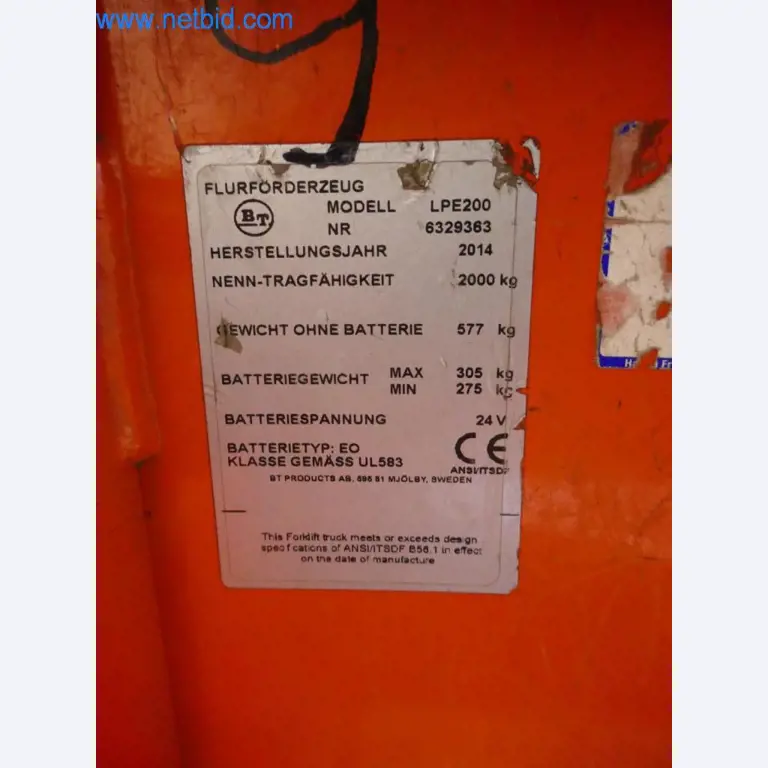 www.netbid.com
FLURFÖRDERZEUG
BT
MODELL LPE200
NR 6329363
HERSTELLUNGSJAHR 2014
NENN-TRAGFÄHIGKEIT 2000 kg
GEWICHT OHNE BATTERIE 577 kg
BATTERIEGEWICHT MAX 305 kg
MIN 275 kg
BATTERIESPANNUNG 24 V
BATTERIETYP: EO
KLASSE GEMÄSS UL583
CE
ANSI/ITSDF
BT PRODUCTS AB, 595 81 MJÖLBY, SWEDEN
This Forklift truck meets or exceeds design
specifications of ANSI/ITSDF B56.1 in effect
on the date of manufacture